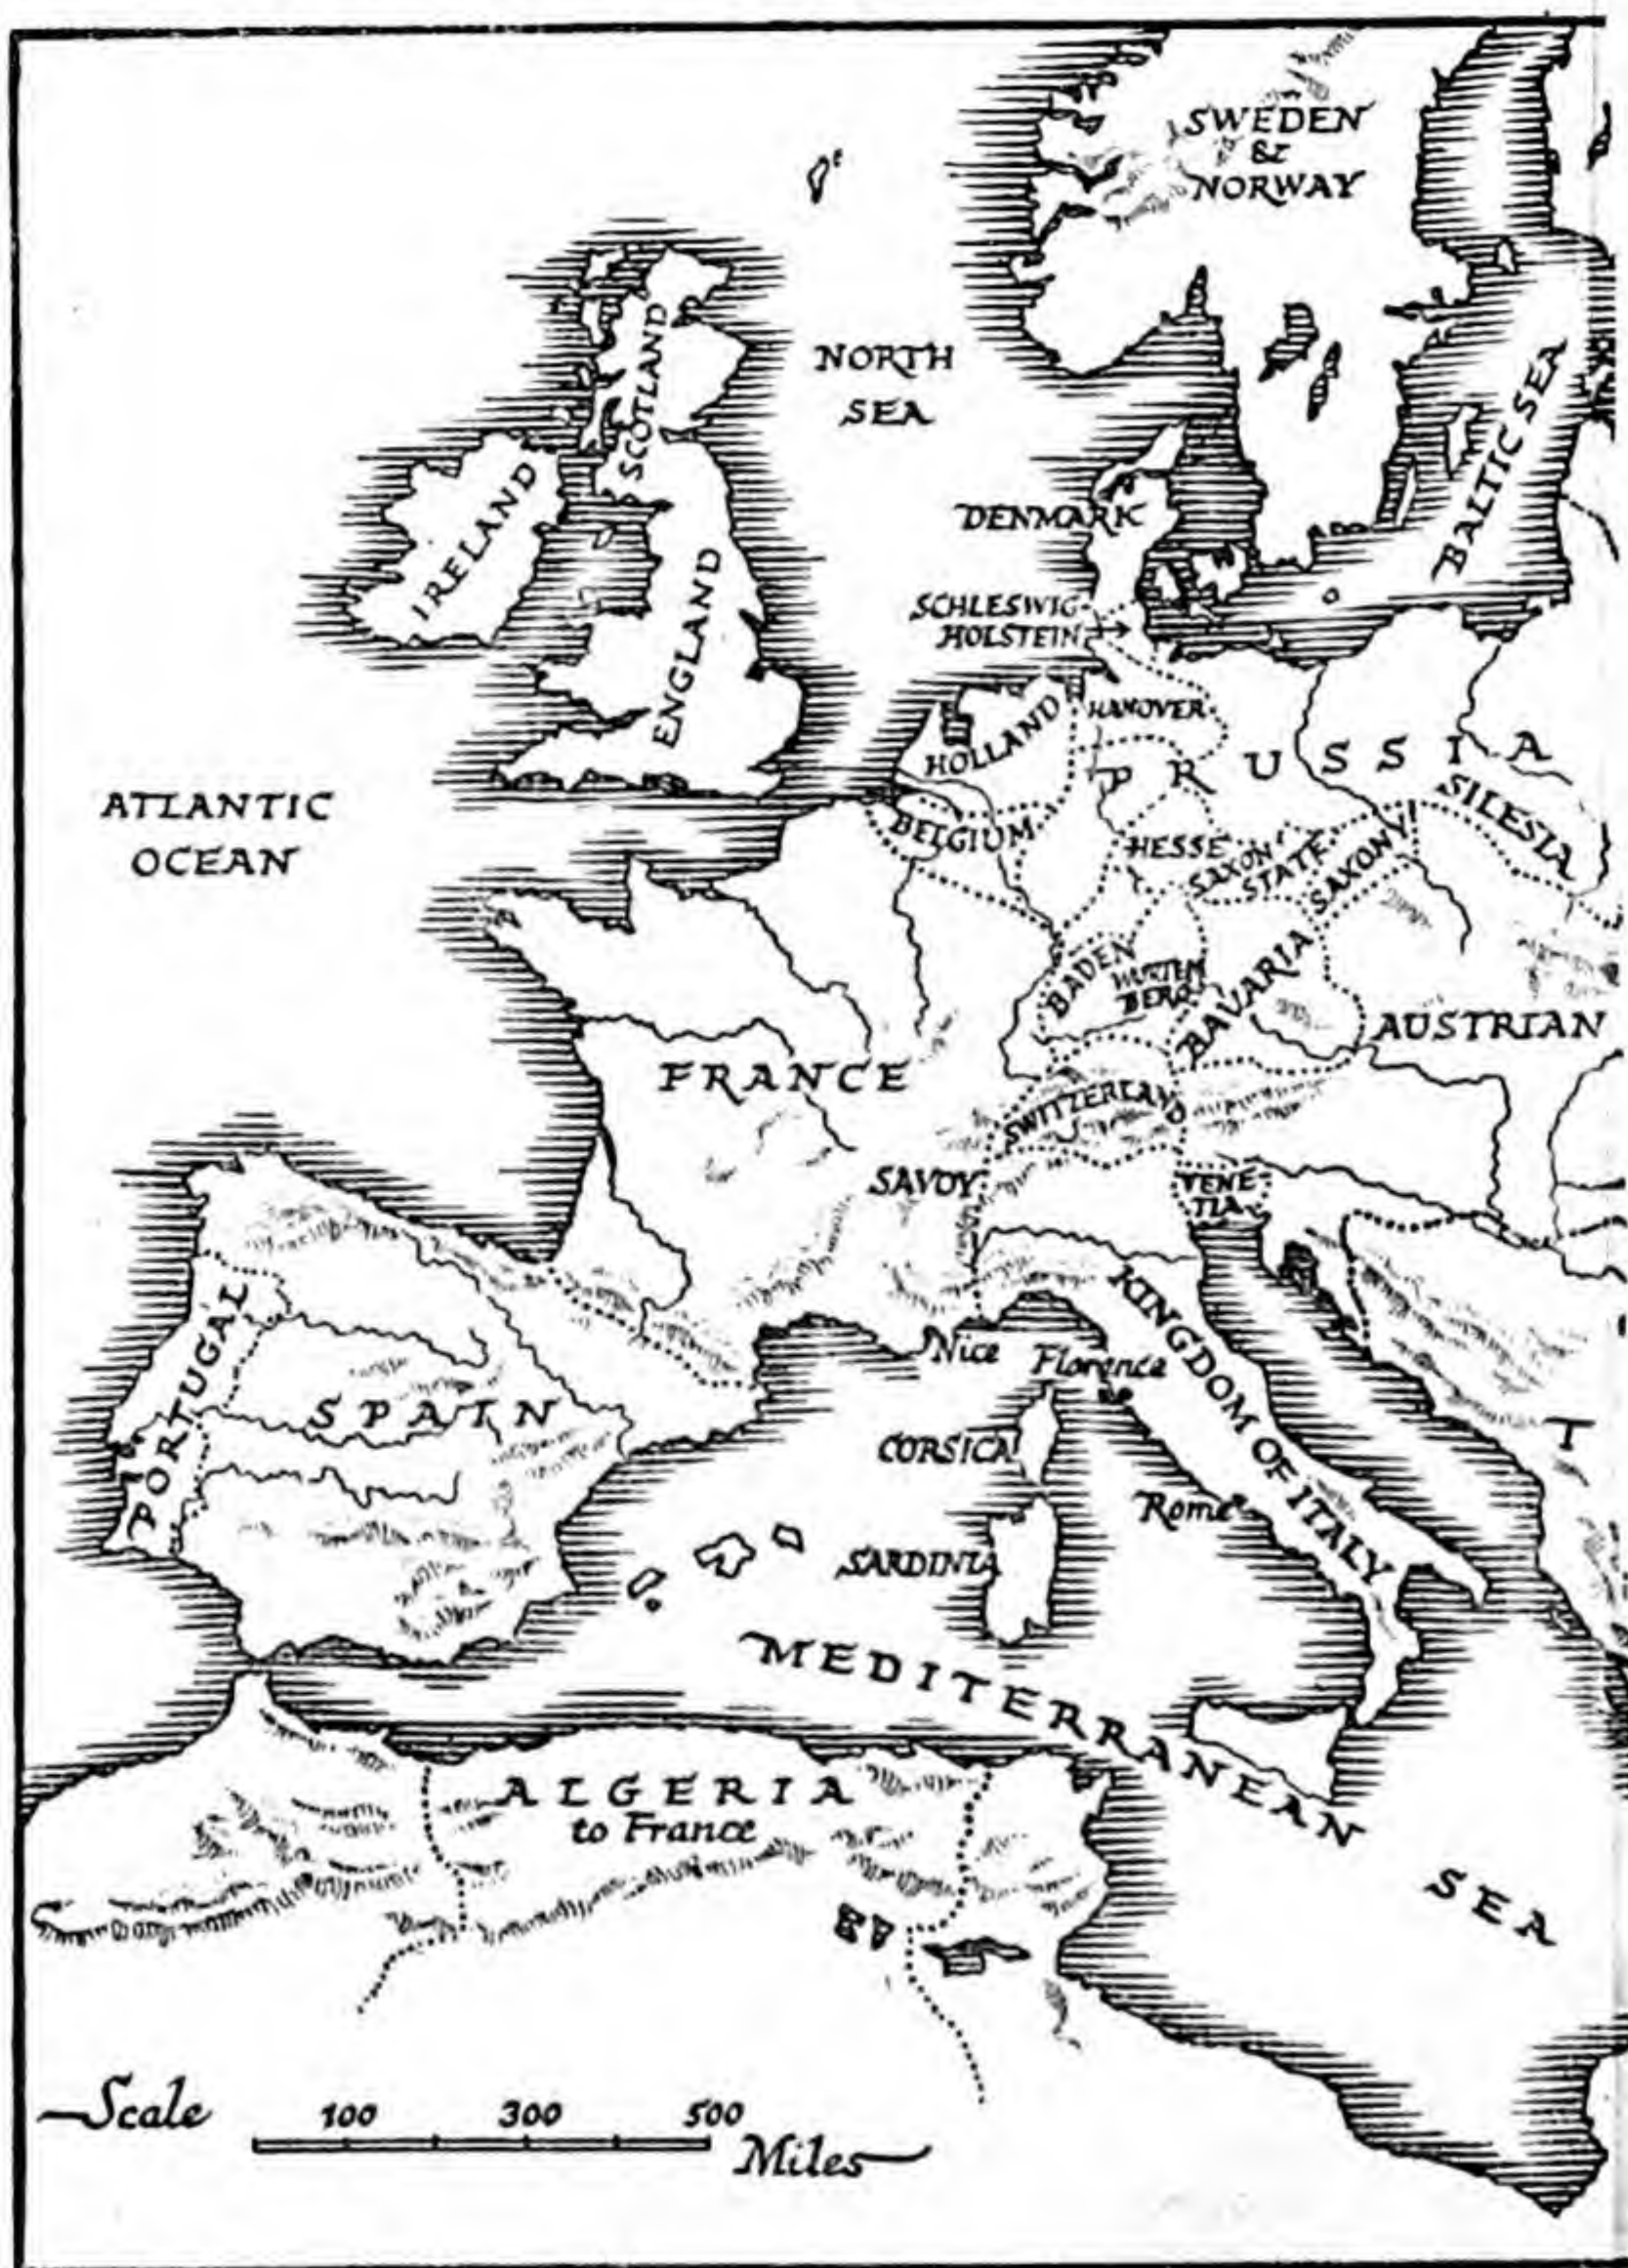 SWEDEN
&
NORWAY
NORTH
SEA
SCOTLAND
IRELAND
ENGLAND
BALTIC SEA
DENMARK
SCHLESWIG-
HOLSTEIN
HOLLAND
HANOVER
PRUSSIA
SILESIA
ATLANTIC
OCEAN
BELGIUM
HESSE
SAXON
STATE
SAXONY
BADEN
WURTEM
BERG
BAVARIA
AUSTRIAN
FRANCE
SWITZERLAND
SAVOY
VENE-
TIA
PORTUGAL
SPAIN
Nice
Florence
KINGDOM OF ITALY
T
CORSICA
Rome
SARDINIA
MEDITERRANEAN
SEA
ALGERIA
to France
Scale
100 300 500
Miles